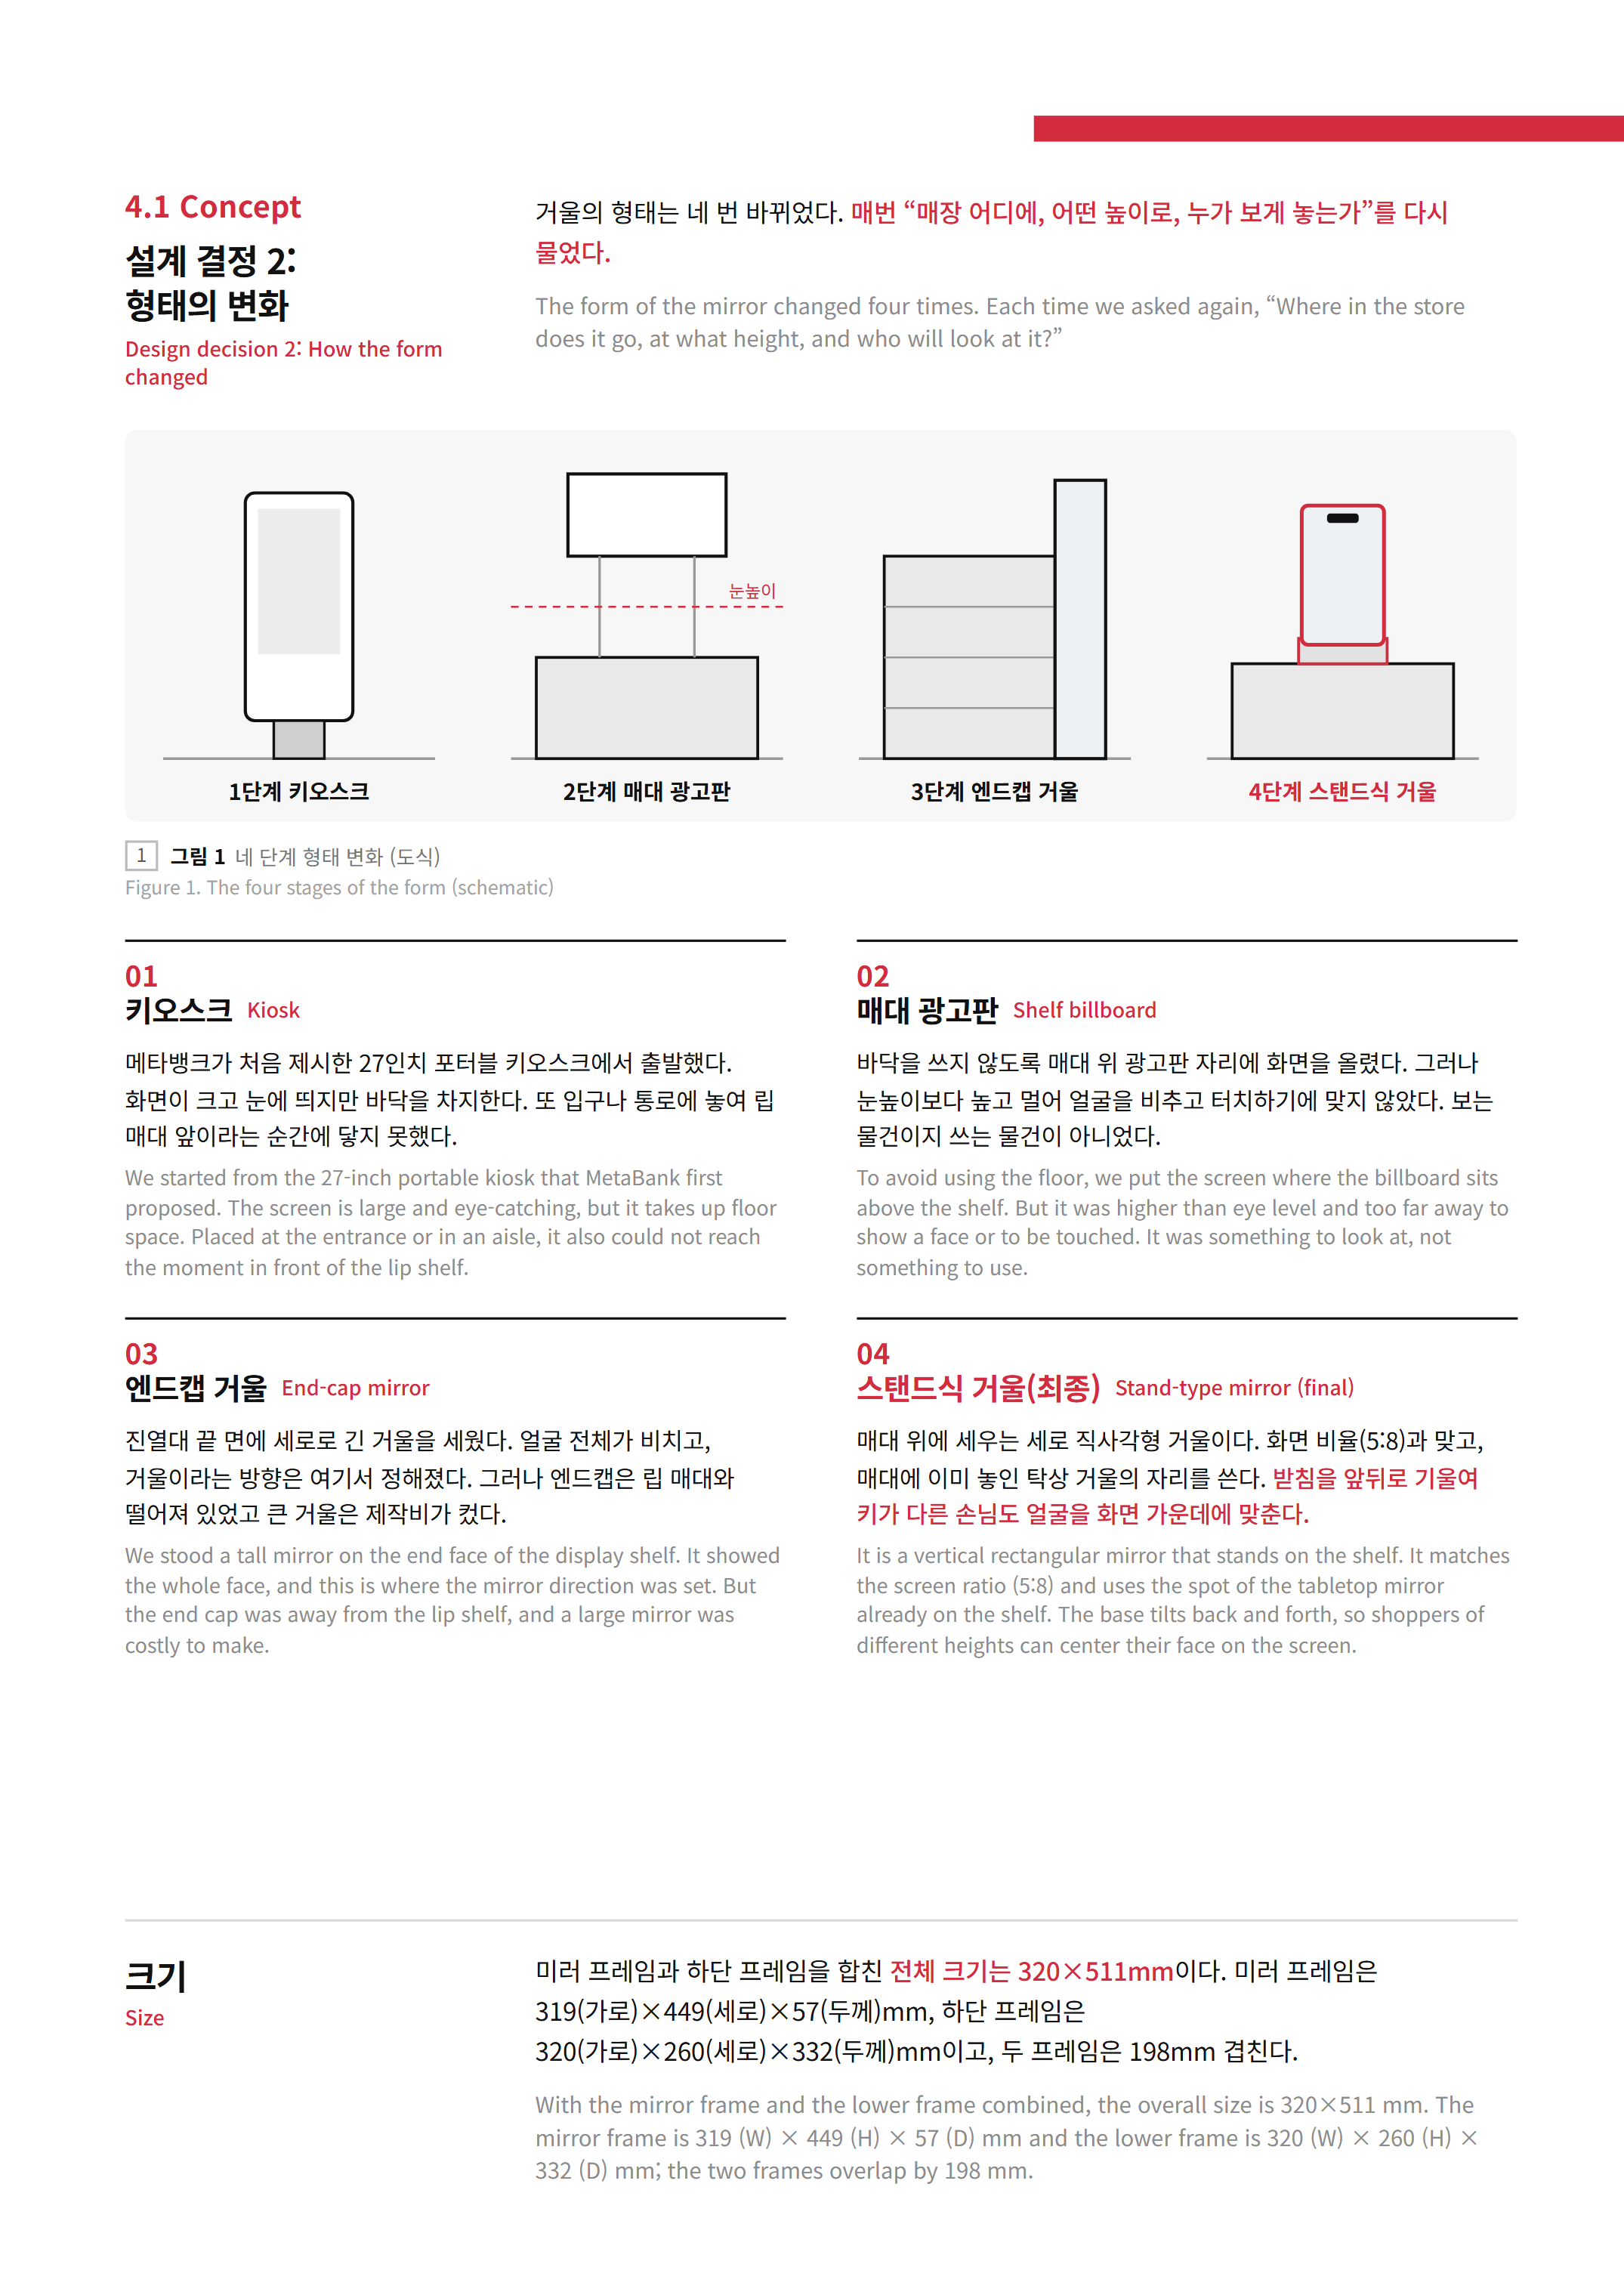 4.1 Concept
설계 결정 2:
형태의 변화
Design decision 2: How the form
changed
거울의 형태는 네 번 바뀌었다. 매번 “매장 어디에, 어떤 높이로, 누가 보게 놓는가”를 다시
물었다.
The form of the mirror changed four times. Each time we asked again, “Where in the store
does it go, at what height, and who will look at it?”
눈높이
1단계 키오스크
2단계 매대 광고판
3단계 엔드캡 거울
4단계 스탠드식 거울
1 그림 1 네 단계 형태 변화 (도식)
Figure 1. The four stages of the form (schematic)
01
키오스크 Kiosk
메타뱅크가 처음 제시한 27인치 포터블 키오스크에서 출발했다.
화면이 크고 눈에 띄지만 바닥을 차지한다. 또 입구나 통로에 놓여 립
매대 앞이라는 순간에 닿지 못했다.
We started from the 27-inch portable kiosk that MetaBank first
proposed. The screen is large and eye-catching, but it takes up floor
space. Placed at the entrance or in an aisle, it also could not reach
the moment in front of the lip shelf.
02
매대 광고판 Shelf billboard
바닥을 쓰지 않도록 매대 위 광고판 자리에 화면을 올렸다. 그러나
눈높이보다 높고 멀어 얼굴을 비추고 터치하기에 맞지 않았다. 보는
물건이지 쓰는 물건이 아니었다.
To avoid using the floor, we put the screen where the billboard sits
above the shelf. But it was higher than eye level and too far away to
show a face or to be touched. It was something to look at, not
something to use.
03
엔드캡 거울 End-cap mirror
진열대 끝 면에 세로로 긴 거울을 세웠다. 얼굴 전체가 비치고,
거울이라는 방향은 여기서 정해졌다. 그러나 엔드캡은 립 매대와
떨어져 있었고 큰 거울은 제작비가 컸다.
We stood a tall mirror on the end face of the display shelf. It showed
the whole face, and this is where the mirror direction was set. But
the end cap was away from the lip shelf, and a large mirror was
costly to make.
04
스탠드식 거울(최종) Stand-type mirror (final)
매대 위에 세우는 세로 직사각형 거울이다. 화면 비율(5:8)과 맞고,
매대에 이미 놓인 탁상 거울의 자리를 쓴다. 받침을 앞뒤로 기울여
키가 다른 손님도 얼굴을 화면 가운데에 맞춘다.
It is a vertical rectangular mirror that stands on the shelf. It matches
the screen ratio (5:8) and uses the spot of the tabletop mirror
already on the shelf. The base tilts back and forth, so shoppers of
different heights can center their face on the screen.
크기
Size
미러 프레임과 하단 프레임을 합친 전체 크기는 320×511mm이다. 미러 프레임은
319(가로)×449(세로)×57(두께)mm, 하단 프레임은
320(가로)×260(세로)×332(두께)mm이고, 두 프레임은 198mm 겹친다.
With the mirror frame and the lower frame combined, the overall size is 320×511 mm. The
mirror frame is 319 (W) × 449 (H) × 57 (D) mm and the lower frame is 320 (W) × 260 (H) ×
332 (D) mm; the two frames overlap by 198 mm.